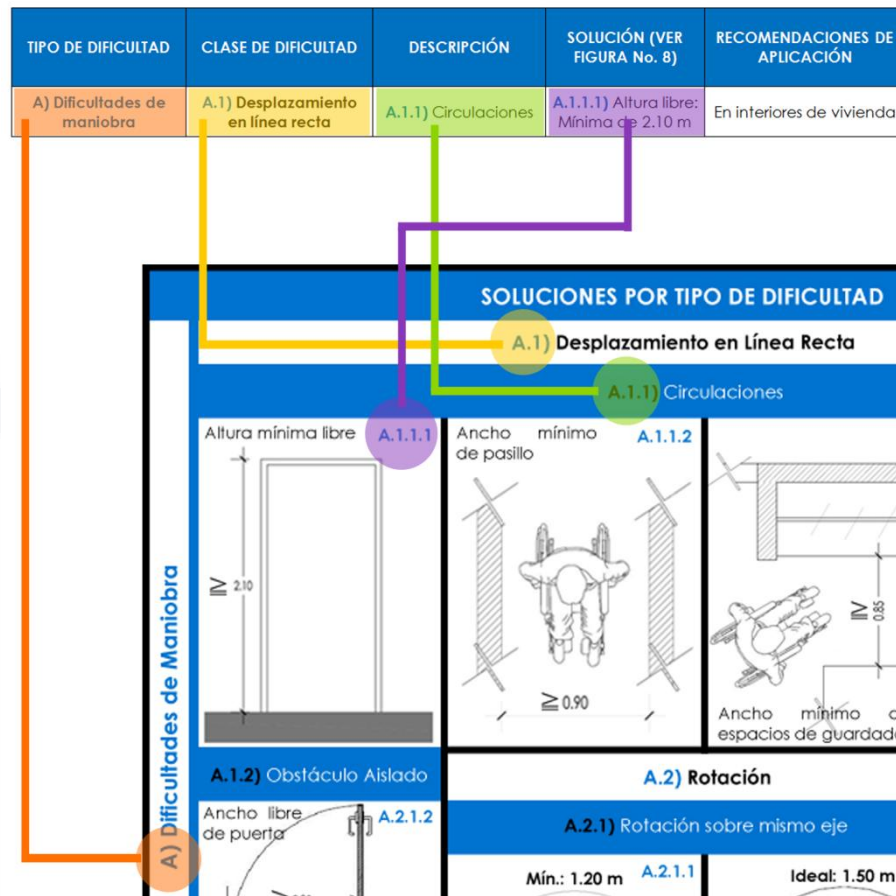 TIPO DE DIFICULTAD
CLASE DE DIFICULTAD
DESCRIPCIÓN
SOLUCIÓN (VER
FIGURA No. 8)
RECOMENDACIONES DE
APLICACIÓN
A) Dificultades de
maniobra
A.1) Desplazamiento
en línea recta
A.1.1) Circulaciones
A.1.1.1) Altura libre:
Mínima de 2.10 m
En interiores de vivienda
SOLUCIONES POR TIPO DE DIFICULTAD
A.1) Desplazamiento en Línea Recta
A.1.1) Circulaciones
A) Dificultades de Maniobra
Altura mínima libre A.1.1.1
≥ 2.10
Ancho mínimo A.1.1.2
de pasillo
≥ 0.90
≥ 0.85
Ancho mínimo
espacios de guardad
A.1.2) Obstáculo Aislado
A.2) Rotación
Ancho libre A.2.1.2
de puerta
A.2.1) Rotación sobre mismo eje
Mín.: 1.20 m A.2.1.1
Ideal: 1.50 m